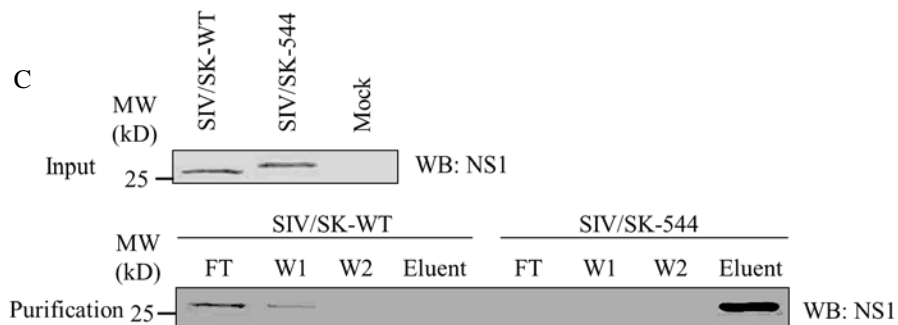 C
MW
(kD)
SIV/SK-WT
SIV/SK-544
Mock
Input
25
WB: NS1
SIV/SK-WT
SIV/SK-544
MW
(kD)
FT W1 W2 Eluent FT W1 W2 Eluent
Purification 25
WB: NS1